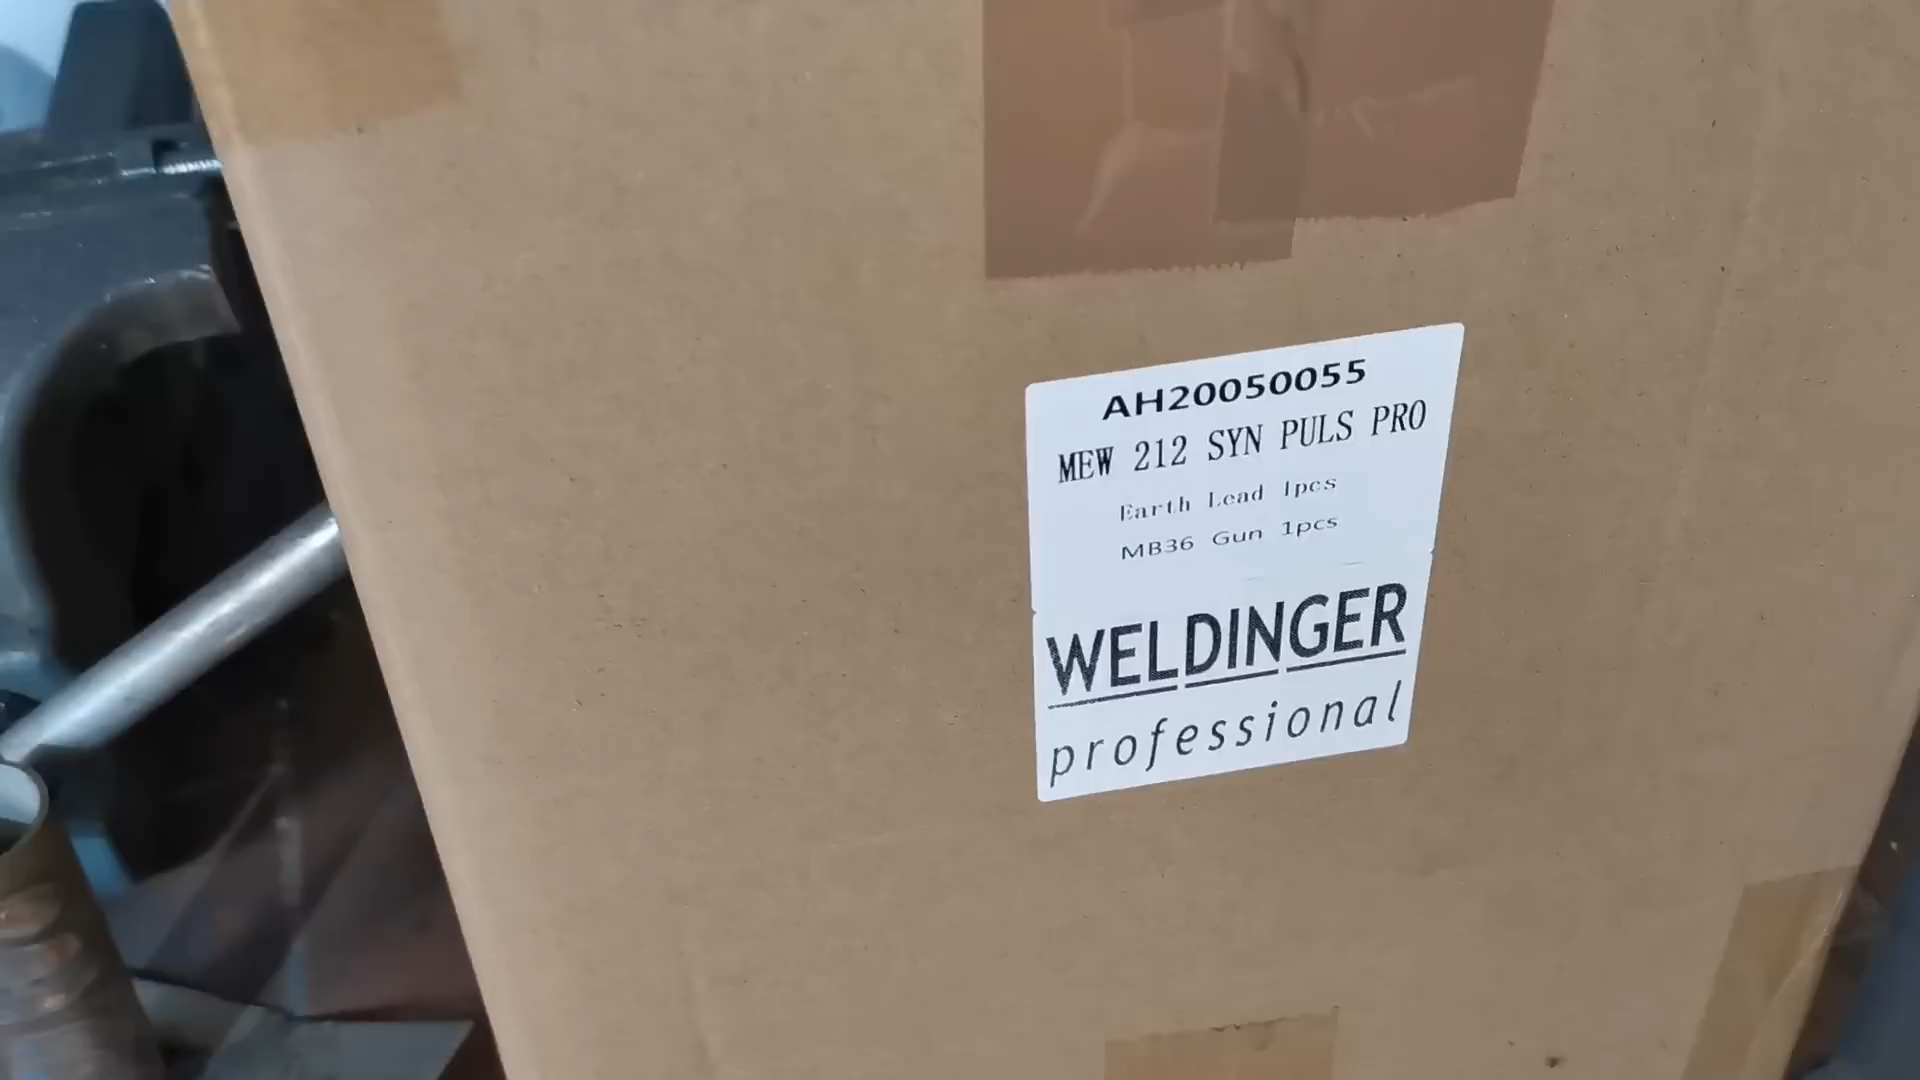 AH20050055
MEW 212 SYN PULS PRO
Earth Lead 1pcs
MB36 Gun 1pcs
WELDINGER
professional